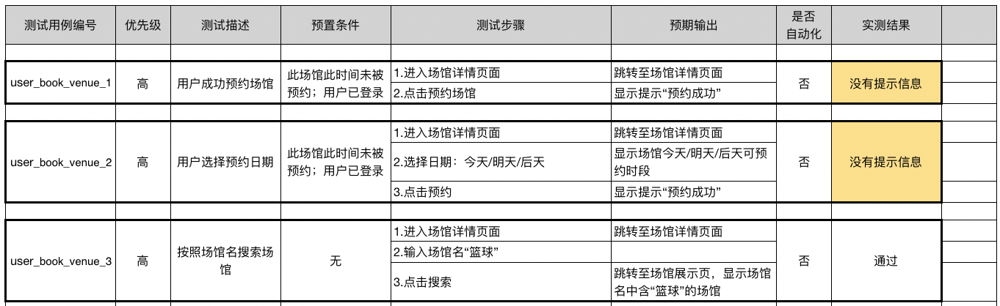 测试用例编号 优先级 测试描述 预置条件 测试步骤 预期输出 是否 自动化 实测结果
user_book_venue_1 高 用户成功预约场馆 此场馆此时间未被
预约；用户已登录
1.进入场馆详情页面 跳转至场馆详情页面
2.点击预约场馆 显示提示“预约成功”
否 没有提示信息
user_book_venue_2 高 用户选择预约日期 此场馆此时间未被
预约；用户已登录
1.进入场馆详情页面 跳转至场馆详情页面
2.选择日期：今天/明天/后天 显示场馆今天/明天/后天可预
约时段
3.点击预约 显示提示“预约成功”
否 没有提示信息
user_book_venue_3 高 按照场馆名搜索场
馆
无
1.进入场馆详情页面 跳转至场馆详情页面
2.输入场馆名“篮球”
3.点击搜索 跳转至场馆展示页，显示场馆
名中含“篮球”的场馆
否 通过